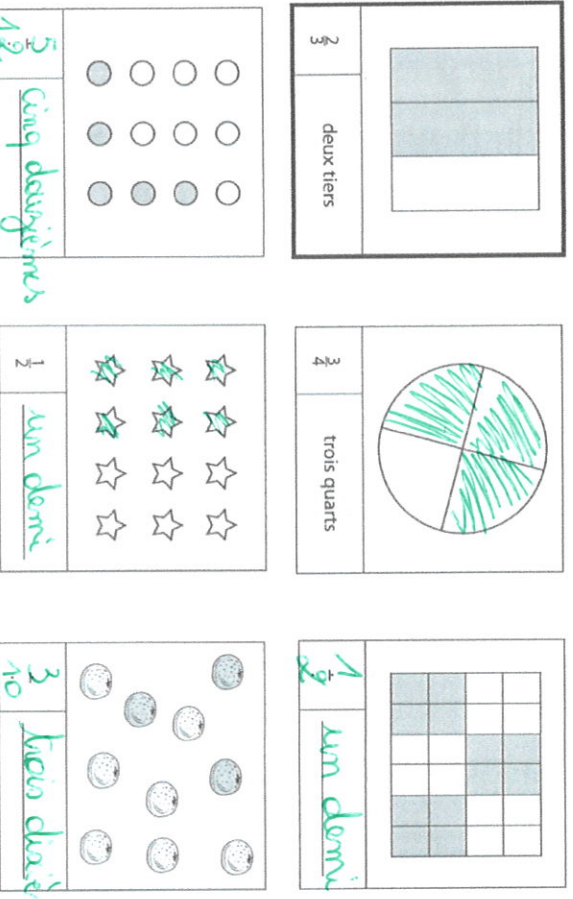 2/3 deux tiers
3/4 trois quarts
1/2 un demi
5/12 cinq douzièmes
1/2 un demi
3/10 trois dixiè